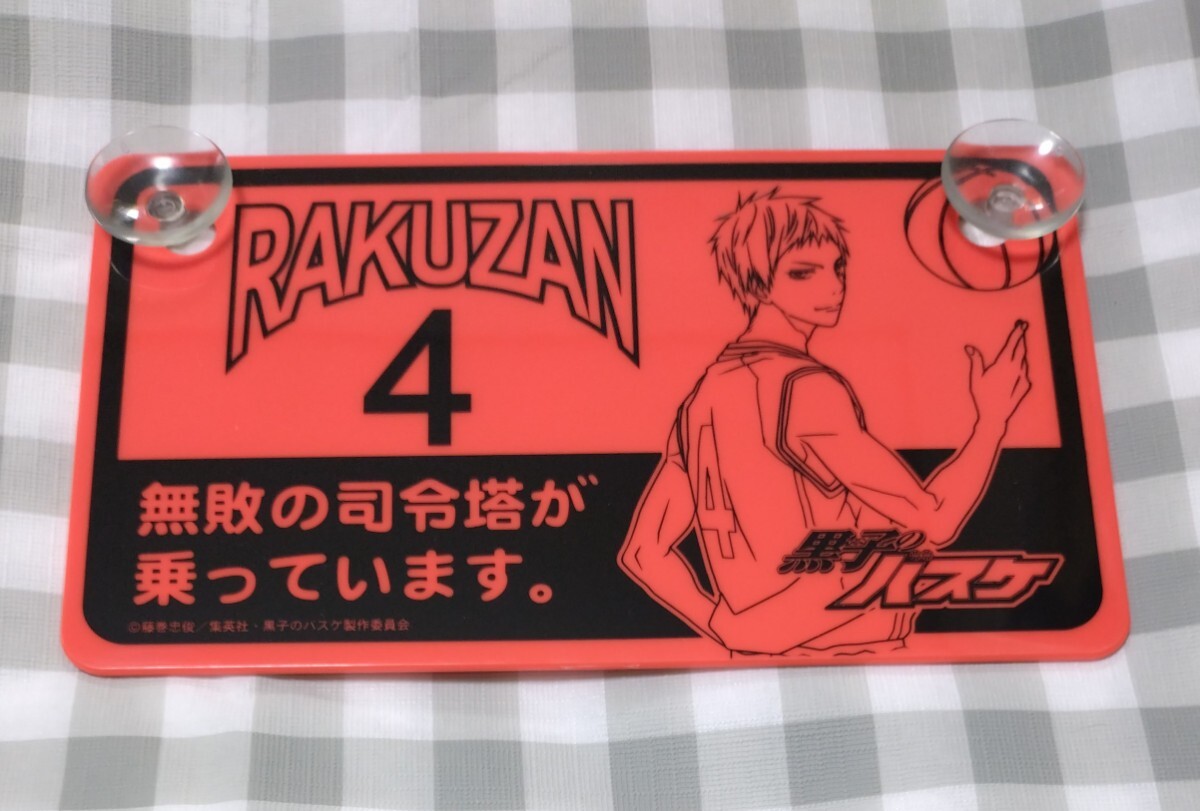 RAKUZAN
4
4
無敗の司令塔が
乗っています。
黒子の
バスケ
©藤巻忠俊／集英社・黒子のバスケ製作委員会